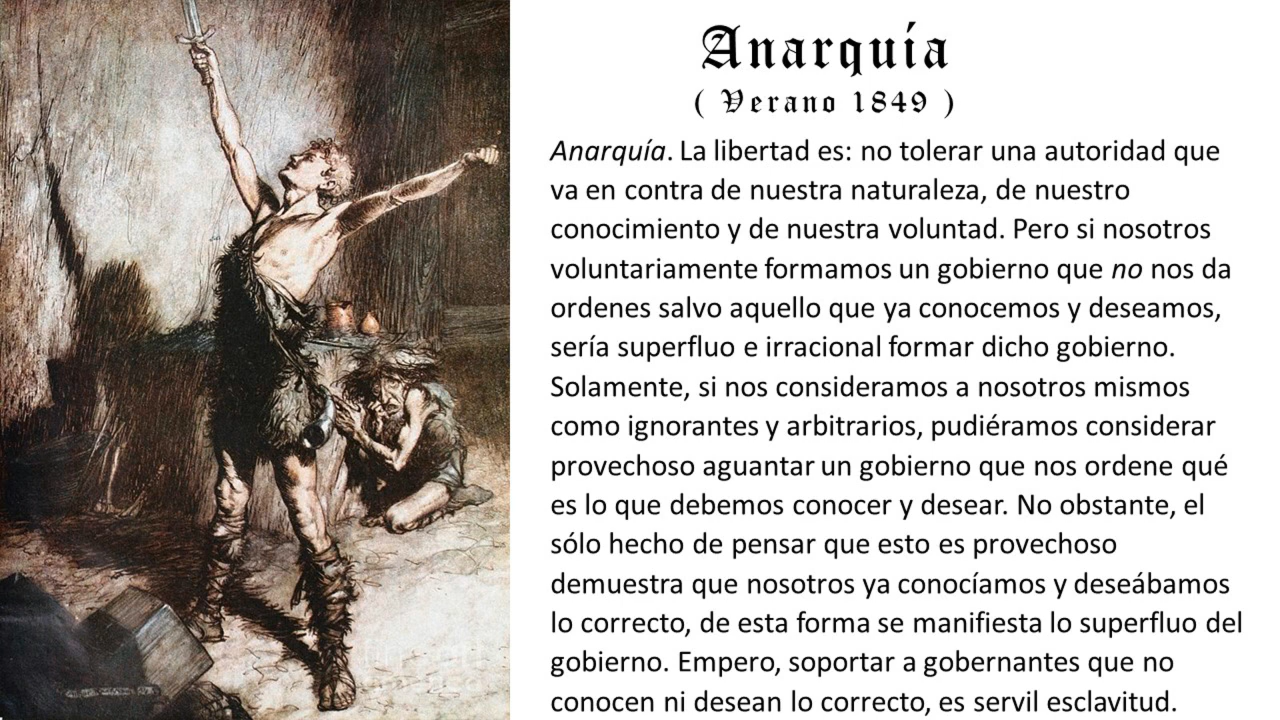 Anarquía
( Verano 1849 )
Anarquía. La libertad es: no tolerar una autoridad que
va en contra de nuestra naturaleza, de nuestro
conocimiento y de nuestra voluntad. Pero si nosotros
voluntariamente formamos un gobierno que no nos da
ordenes salvo aquello que ya conocemos y deseamos,
sería superfluo e irracional formar dicho gobierno.
Solamente, si nos consideramos a nosotros mismos
como ignorantes y arbitrarios, pudiéramos considerar
provechoso aguantar un gobierno que nos ordene qué
es lo que debemos conocer y desear. No obstante, el
sólo hecho de pensar que esto es provechoso
demuestra que nosotros ya conocíamos y deseábamos
lo correcto, de esta forma se manifiesta lo superfluo del
gobierno. Empero, soportar a gobernantes que no
conocen ni desean lo correcto, es servil esclavitud.